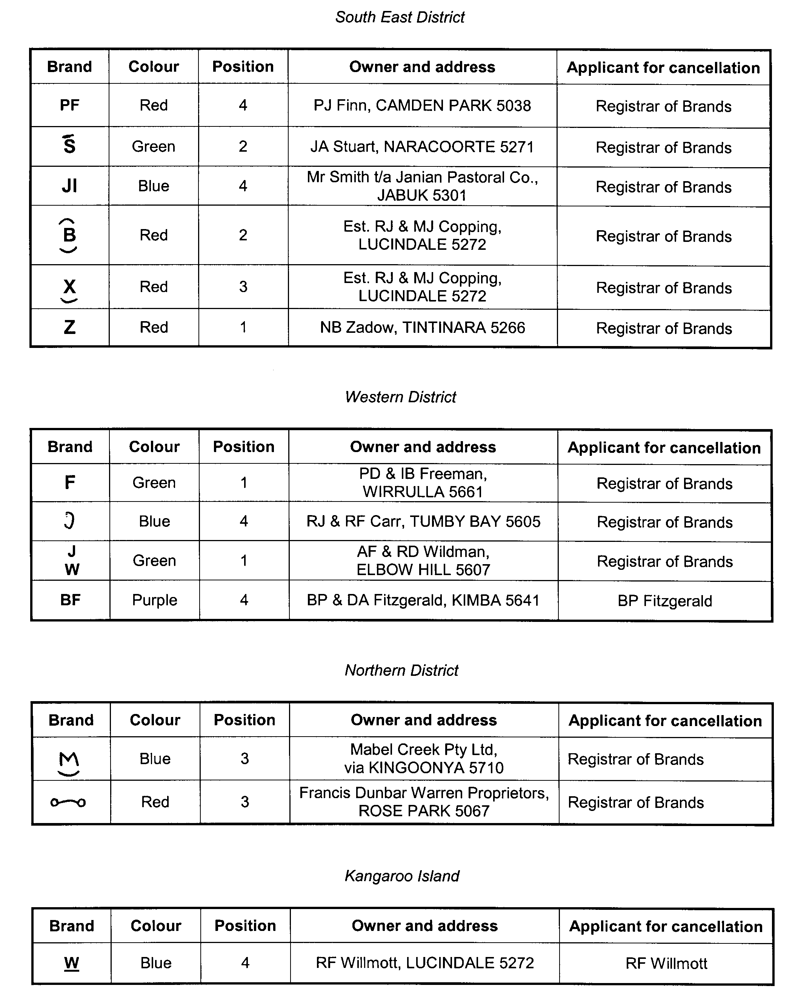 South East District
Brand Colour Position Owner and address Applicant for cancellation
PF Red 4 PJ Finn, CAMDEN PARK 5038 Registrar of Brands
S Green 2 JA Stuart, NARACOORTE 5271 Registrar of Brands
JI Blue 4 Mr Smith t/a Janian Pastoral Co.,
JABUK 5301 Registrar of Brands
B Red 2 Est. RJ & MJ Copping,
LUCINDALE 5272 Registrar of Brands
X Red 3 Est. RJ & MJ Copping,
LUCINDALE 5272 Registrar of Brands
Z Red 1 NB Zadow, TINTINARA 5266 Registrar of Brands
Western District
Brand Colour Position Owner and address Applicant for cancellation
F Green 1 PD & IB Freeman,
WIRRULLA 5661 Registrar of Brands
Blue 4 RJ & RF Carr, TUMBY BAY 5605 Registrar of Brands
J
W Green 1 AF & RD Wildman,
ELBOW HILL 5607 Registrar of Brands
BF Purple 4 BP & DA Fitzgerald, KIMBA 5641 BP Fitzgerald
Northern District
Brand Colour Position Owner and address Applicant for cancellation
M Blue 3 Mabel Creek Pty Ltd,
via KINGOONYA 5710 Registrar of Brands
Red 3 Francis Dunbar Warren Proprietors,
ROSE PARK 5067 Registrar of Brands
Kangaroo Island
Brand Colour Position Owner and address Applicant for cancellation
W Blue 4 RF Willmott, LUCINDALE 5272 RF Willmott